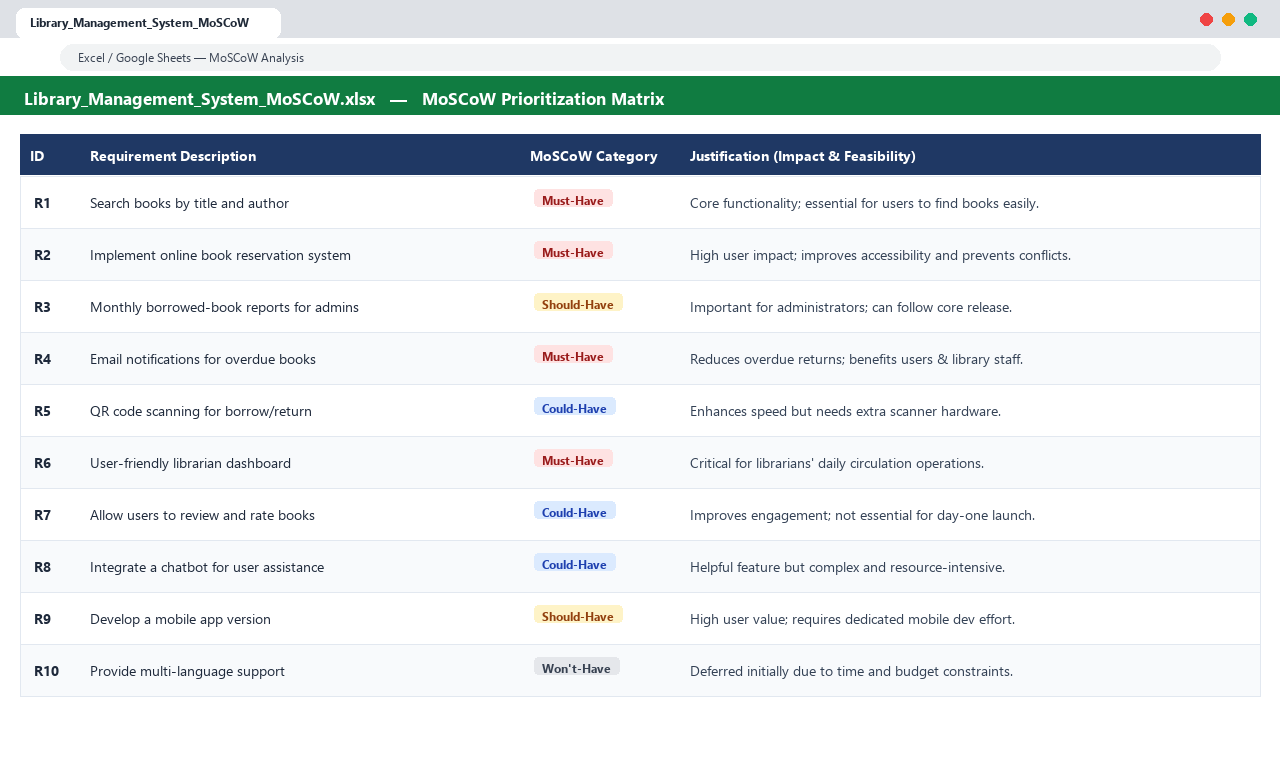 Library_Management_System_MoSCoW
Excel / Google Sheets — MoSCoW Analysis
Library_Management_System_MoSCoW.xlsx — MoSCoW Prioritization Matrix
ID Requirement Description MoSCoW Category Justification (Impact & Feasibility)
R1 Search books by title and author Must-Have Core functionality; essential for users to find books easily.
R2 Implement online book reservation system Must-Have High user impact; improves accessibility and prevents conflicts.
R3 Monthly borrowed-book reports for admins Should-Have Important for administrators; can follow core release.
R4 Email notifications for overdue books Must-Have Reduces overdue returns; benefits users & library staff.
R5 QR code scanning for borrow/return Could-Have Enhances speed but needs extra scanner hardware.
R6 User-friendly librarian dashboard Must-Have Critical for librarians' daily circulation operations.
R7 Allow users to review and rate books Could-Have Improves engagement; not essential for day-one launch.
R8 Integrate a chatbot for user assistance Could-Have Helpful feature but complex and resource-intensive.
R9 Develop a mobile app version Should-Have High user value; requires dedicated mobile dev effort.
R10 Provide multi-language support Won't-Have Deferred initially due to time and budget constraints.